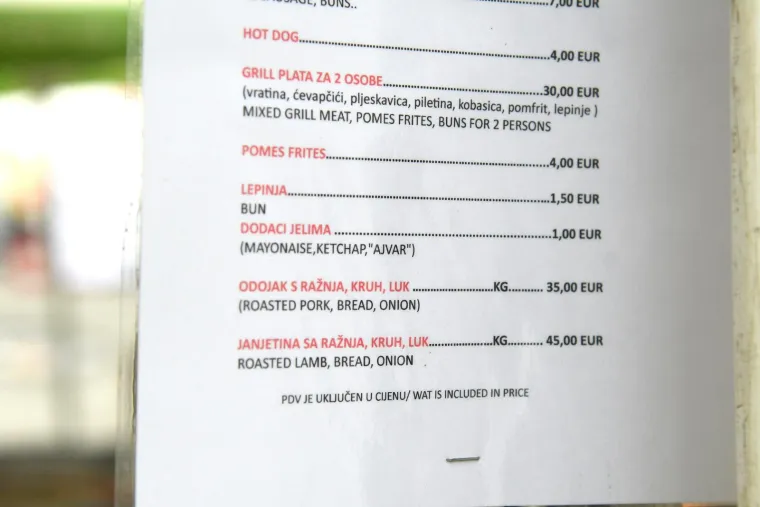 BUNS..
7,00 EUR
HOT DOG..............................................................4,00 EUR
GRILL PLATA ZA 2 OSOBE........................................30,00 EUR
(vratina, ćevapčići, pljeskavica, piletina, kobasica, pomfrit, lepinje )
MIXED GRILL MEAT, POMES FRITES, BUNS FOR 2 PERSONS
POMES FRITES.......................................................4,00 EUR
LEPINJA.................................................................1,50 EUR
BUN
DODACI JELIMA ......................................................1,00 EUR
(MAYONAISE,KETCHAP,"AJVAR")
ODOJAK S RAŽNJA, KRUH, LUK .....................KG.......... 35,00 EUR
(ROASTED PORK, BREAD, ONION)
JANJETINA SA RAŽNJA, KRUH, LUK.................KG.......... 45,00 EUR
ROASTED LAMB, BREAD, ONION
PDV JE UKLJUČEN U CIJENU/ WAT IS INCLUDED IN PRICE